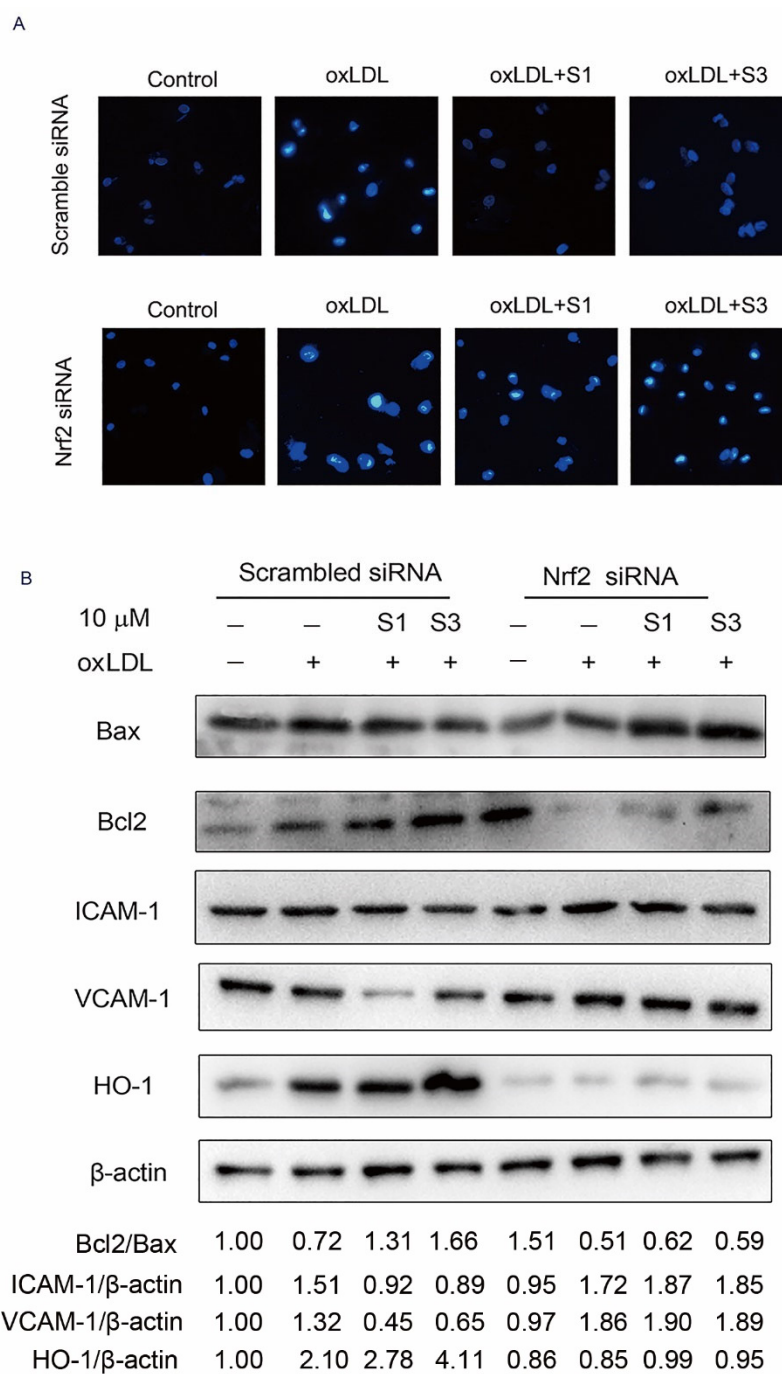 A
Control oxLDL oxLDL+S1 oxLDL+S3
Scramble siRNA
Control oxLDL oxLDL+S1 oxLDL+S3
Nrf2 siRNA
B
Scrambled siRNA Nrf2 siRNA
10 μM – – S1 S3 – – S1 S3
oxLDL – + + + – + + +
Bax
Bcl2
ICAM-1
VCAM-1
HO-1
β-actin
Bcl2/Bax 1.00 0.72 1.31 1.66 1.51 0.51 0.62 0.59
ICAM-1/β-actin 1.00 1.51 0.92 0.89 0.95 1.72 1.87 1.85
VCAM-1/β-actin 1.00 1.32 0.45 0.65 0.97 1.86 1.90 1.89
HO-1/β-actin 1.00 2.10 2.78 4.11 0.86 0.85 0.99 0.95